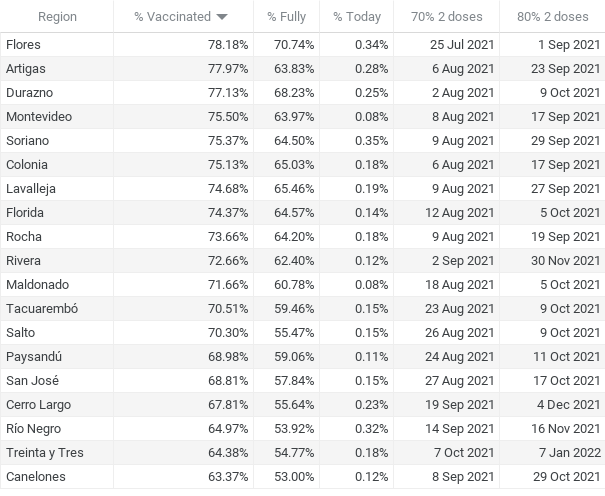 Region % Vaccinated % Fully % Today 70% 2 doses 80% 2 doses
Flores 78.18% 70.74% 0.34% 25 Jul 2021 1 Sep 2021
Artigas 77.97% 63.83% 0.28% 6 Aug 2021 23 Sep 2021
Durazno 77.13% 68.23% 0.25% 2 Aug 2021 9 Oct 2021
Montevideo 75.50% 63.97% 0.08% 8 Aug 2021 17 Sep 2021
Soriano 75.37% 64.50% 0.35% 9 Aug 2021 29 Sep 2021
Colonia 75.13% 65.03% 0.18% 6 Aug 2021 17 Sep 2021
Lavalleja 74.68% 65.46% 0.19% 9 Aug 2021 27 Sep 2021
Florida 74.37% 64.57% 0.14% 12 Aug 2021 5 Oct 2021
Rocha 73.66% 64.20% 0.18% 9 Aug 2021 19 Sep 2021
Rivera 72.66% 62.40% 0.12% 2 Sep 2021 30 Nov 2021
Maldonado 71.66% 60.78% 0.08% 18 Aug 2021 5 Oct 2021
Tacuarembó 70.51% 59.46% 0.15% 23 Aug 2021 9 Oct 2021
Salto 70.30% 55.47% 0.15% 26 Aug 2021 9 Oct 2021
Paysandú 68.98% 59.06% 0.11% 24 Aug 2021 11 Oct 2021
San José 68.81% 57.84% 0.15% 27 Aug 2021 17 Oct 2021
Cerro Largo 67.81% 55.64% 0.23% 19 Sep 2021 4 Dec 2021
Río Negro 64.97% 53.92% 0.32% 14 Sep 2021 16 Nov 2021
Treinta y Tres 64.38% 54.77% 0.18% 7 Oct 2021 7 Jan 2022
Canelones 63.37% 53.00% 0.12% 8 Sep 2021 29 Oct 2021